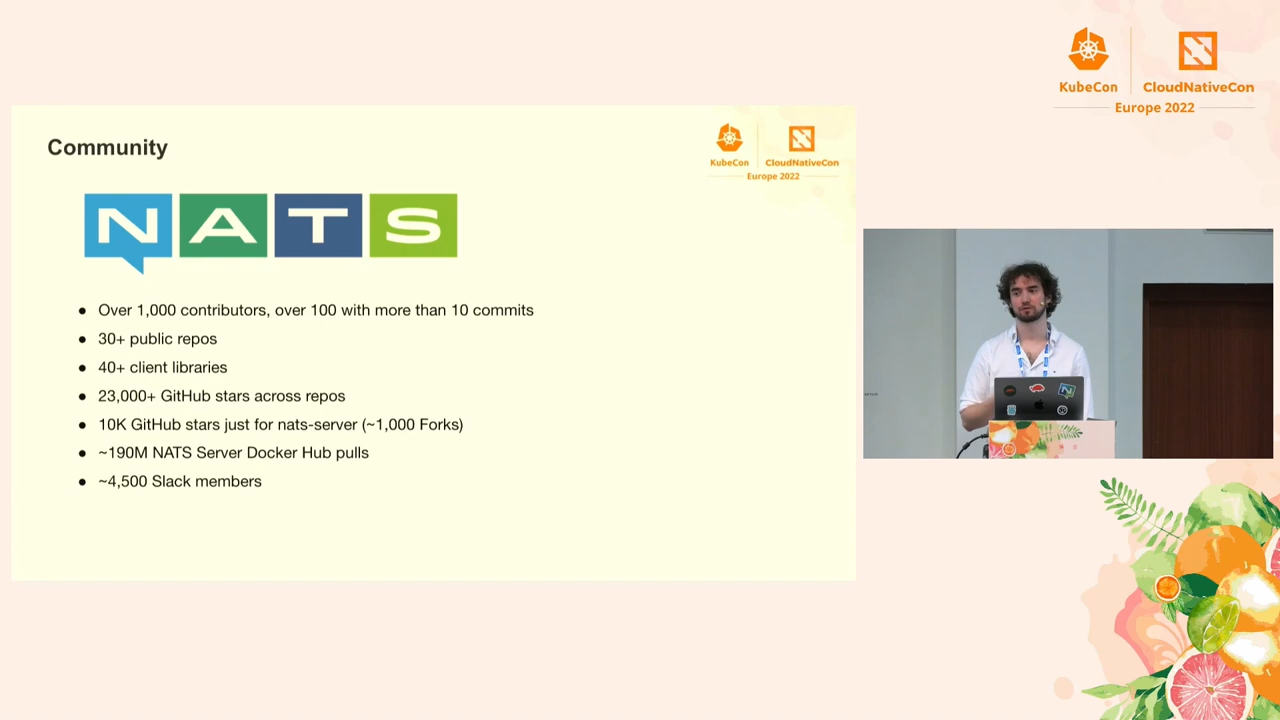 KubeCon
CloudNativeCon
Europe 2022
Community
KubeCon
CloudNativeCon
Europe 2022
NATS
● Over 1,000 contributors, over 100 with more than 10 commits
● 30+ public repos
● 40+ client libraries
● 23,000+ GitHub stars across repos
● 10K GitHub stars just for nats-server (~1,000 Forks)
● ~190M NATS Server Docker Hub pulls
● ~4,500 Slack members